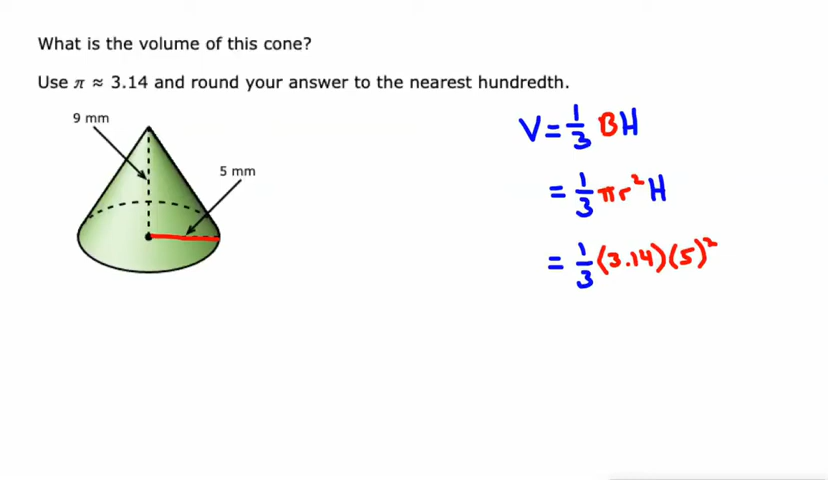 What is the volume of this cone?
Use π ≈ 3.14 and round your answer to the nearest hundredth.
9 mm
5 mm
V = 1/3 BH
= 1/3 πr²H
= 1/3 (3.14)(5)²